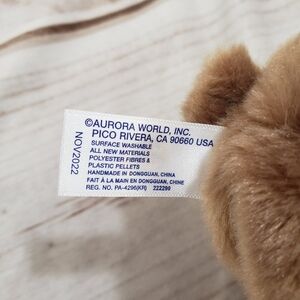 ©AURORA WORLD, INC.
PICO RIVERA, CA 90660 USA
SURFACE WASHABLE
ALL NEW MATERIALS
POLYESTER FIBRES &
PLASTIC PELLETS
HANDMADE IN DONGGUAN, CHINA
FAIT À LA MAIN EN DONGGUAN, CHINE
REG. NO. PA-4296(KR) 222299
NOV2022